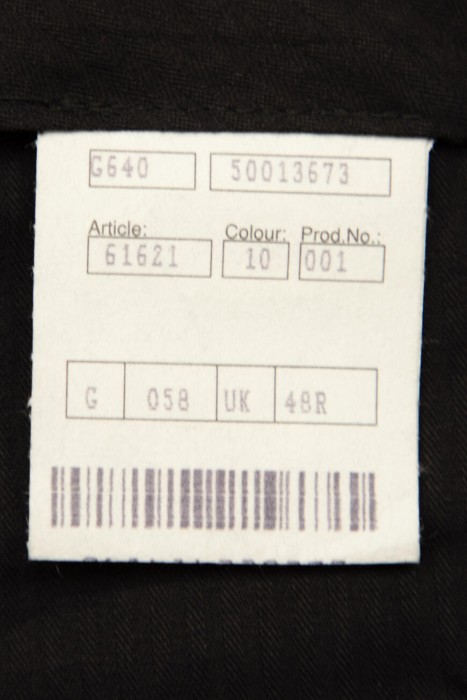 G640 50013673
Article: Colour: Prod.No.:
61621 10 001
G 058 UK 48R